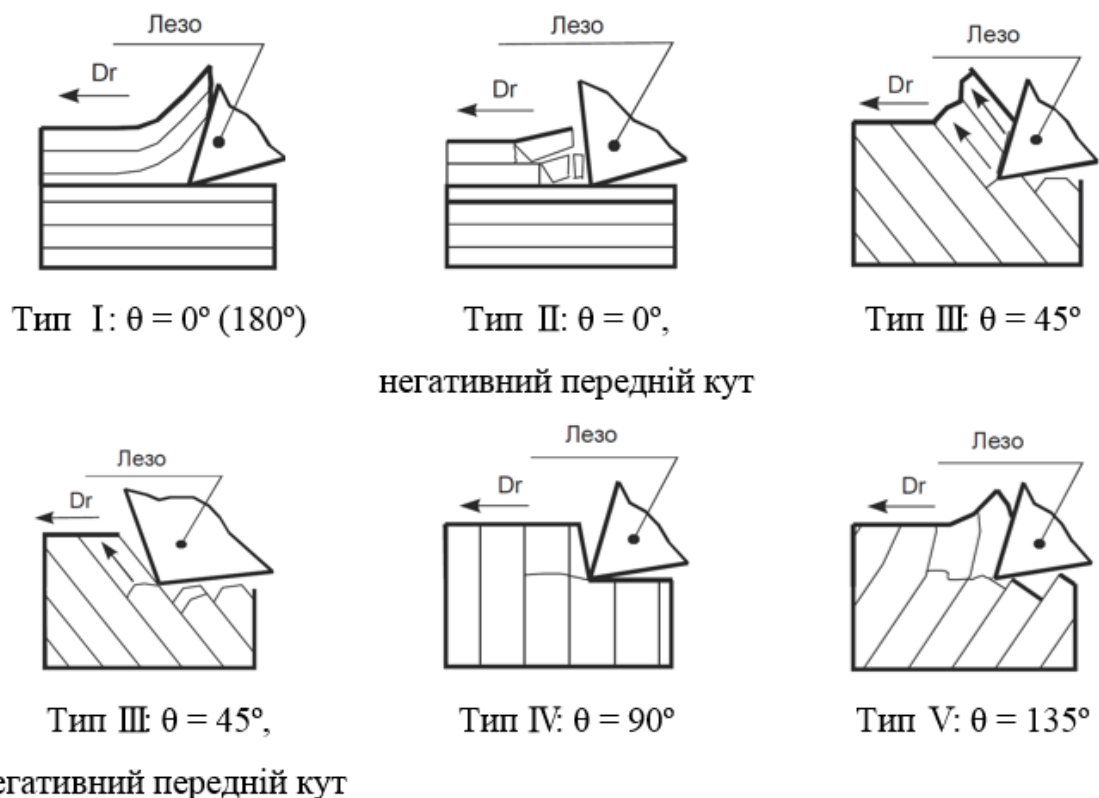 Лезо
Dr
Лезо
Dr
Лезо
Dr
Тип I: θ = 0º (180º)
Тип II: θ = 0º,
негативний передній кут
Тип III: θ = 45º
Лезо
Dr
Лезо
Dr
Лезо
Dr
Тип III: θ = 45º,
егативний передній кут
Тип IV: θ = 90º
Тип V: θ = 135º